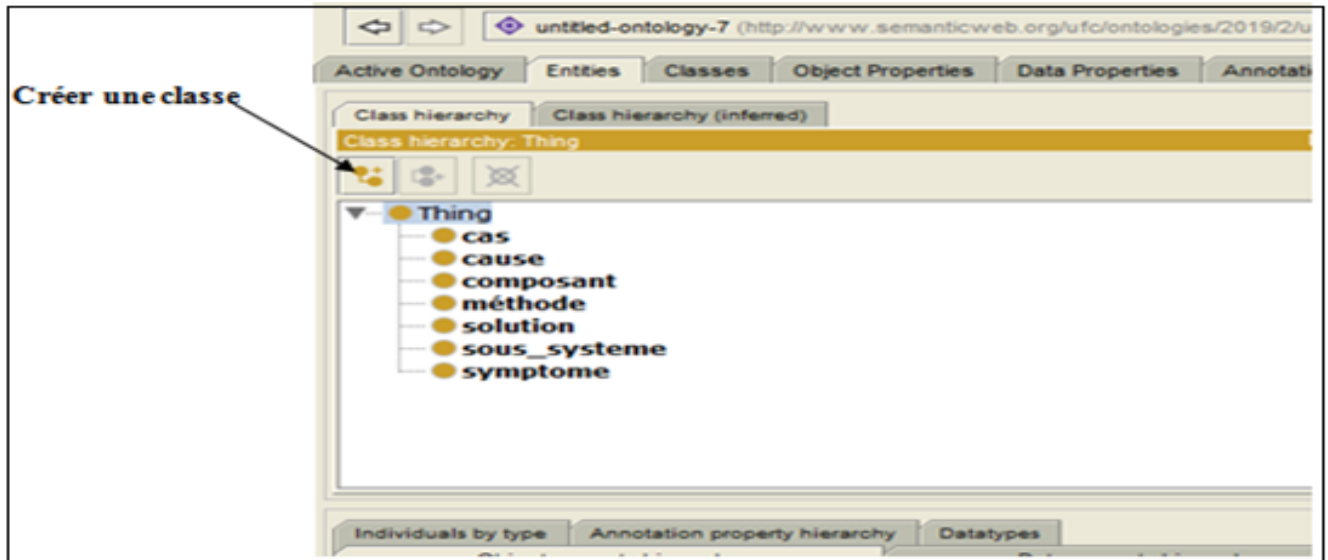 untitled-ontology-7 (http://www.semanticweb.org/ufc/ontologies/2019/2/u
Active Ontology Entities Classes Object Properties Data Properties Annotati
Créer une classe
Class hierarchy Class hierarchy (inferred)
Class hierarchy: Thing
Thing
cas
cause
composant
méthode
solution
sous_systeme
symptome
Individuals by type Annotation property hierarchy Datatypes